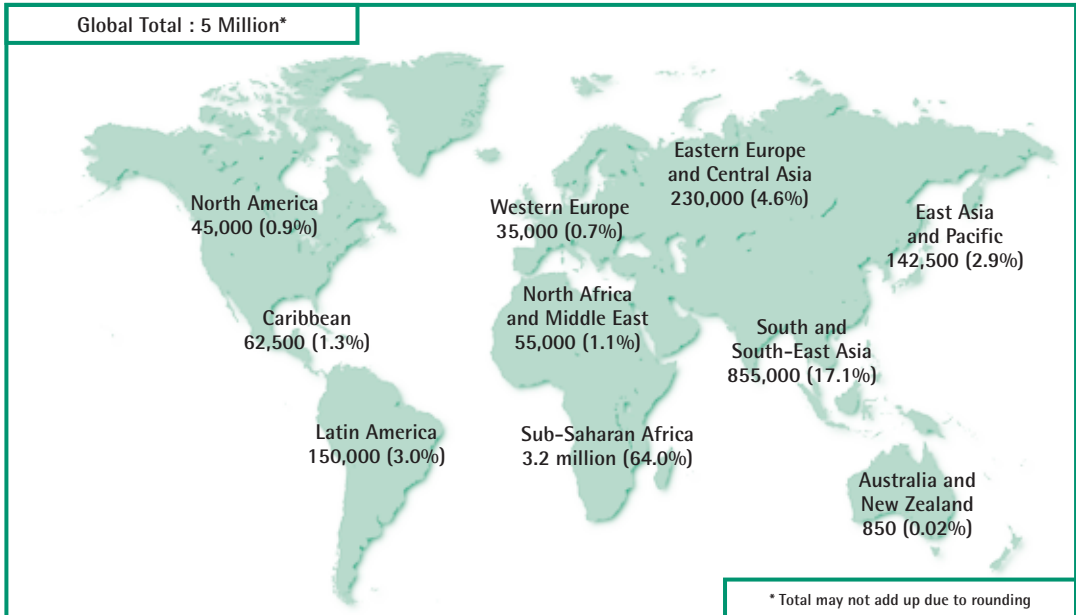 Global Total : 5 Million*
Eastern Europe
and Central Asia
230,000 (4.6%)
North America
45,000 (0.9%)
Western Europe
35,000 (0.7%)
East Asia
and Pacific
142,500 (2.9%)
Caribbean
62,500 (1.3%)
North Africa
and Middle East
55,000 (1.1%)
South and
South-East Asia
855,000 (17.1%)
Latin America
150,000 (3.0%)
Sub-Saharan Africa
3.2 million (64.0%)
Australia and
New Zealand
850 (0.02%)
* Total may not add up due to rounding